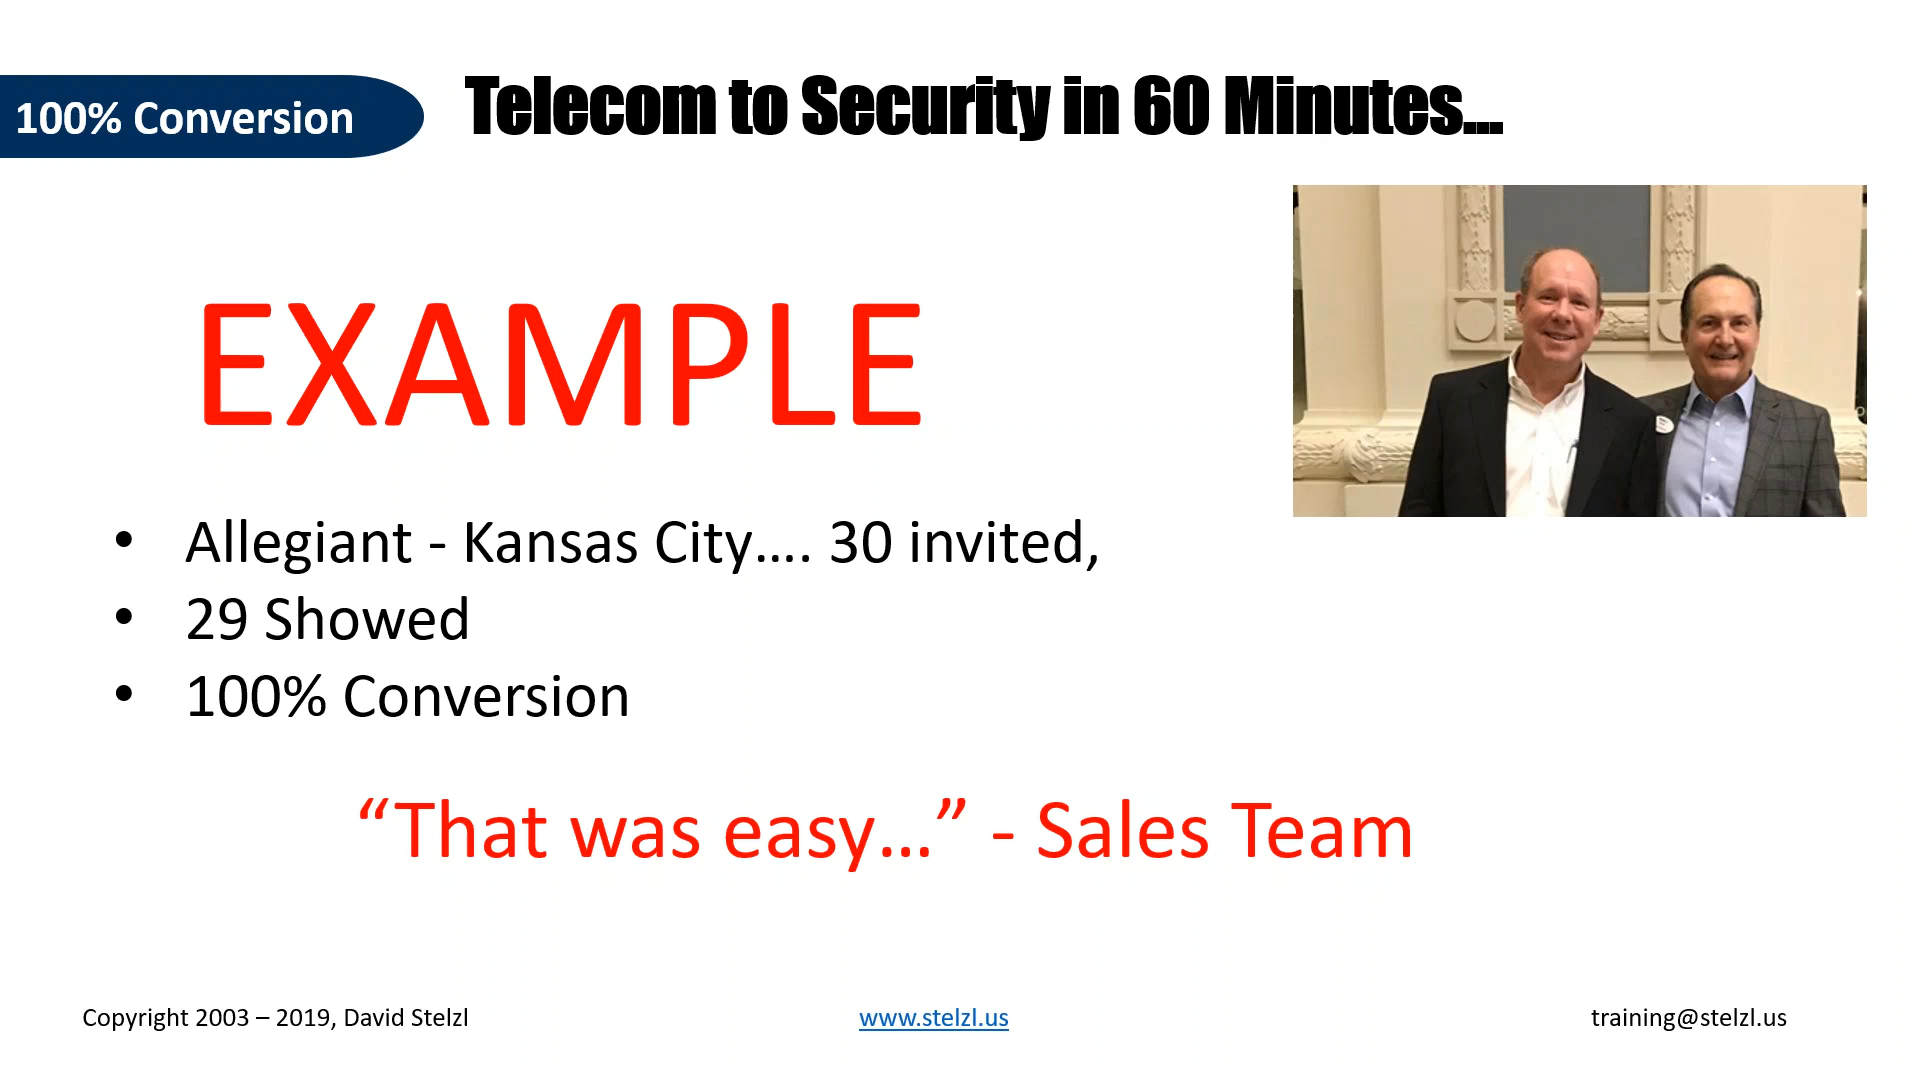 100% Conversion
Telecom to Security in 60 Minutes...
EXAMPLE
• Allegiant - Kansas City…. 30 invited,
• 29 Showed
• 100% Conversion
“That was easy…” - Sales Team
Copyright 2003 – 2019, David Stelzl
www.stelzl.us
training@stelzl.us